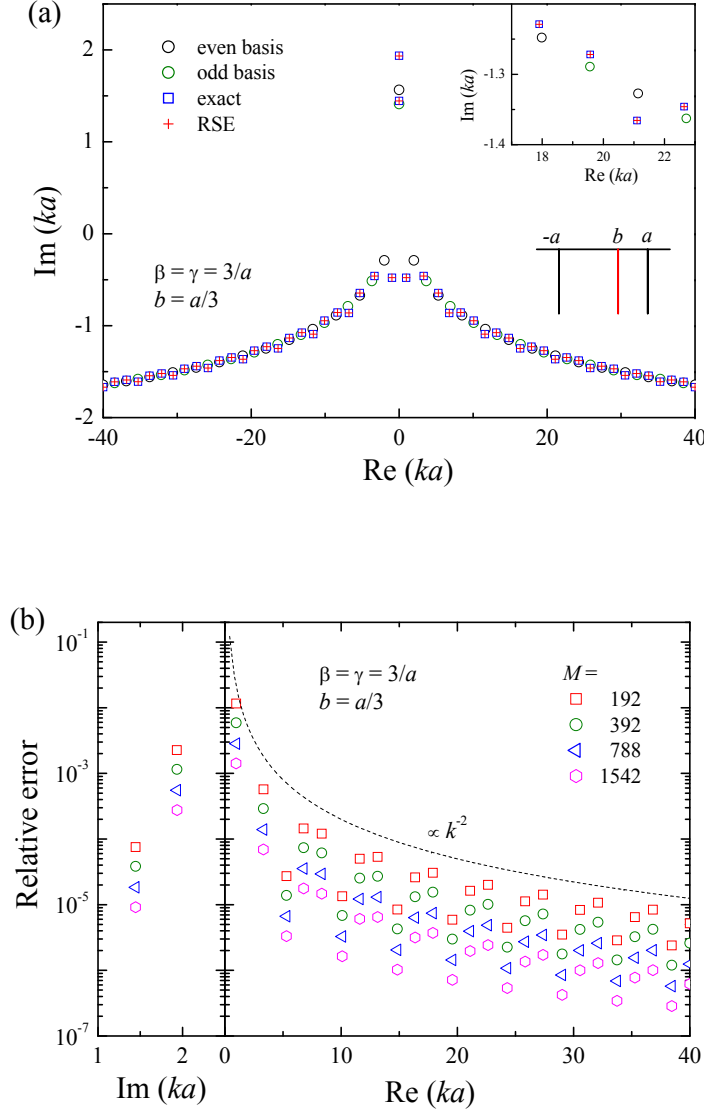 (a)
even basis
odd basis
exact
RSE
Im (ka)
2
1
0
-1
-2
-40
-20
0
20
40
Re (ka)
β = γ = 3/a
b = a/3
Im (ka)
-1.3
-1.4
18
20
22
Re (ka)
-a
b
a
(b)
Relative error
10⁻¹
10⁻³
10⁻⁵
10⁻⁷
1
2
Im (ka)
0
10
20
30
40
Re (ka)
β = γ = 3/a
b = a/3
M =
192
392
788
1542
∝ k⁻²